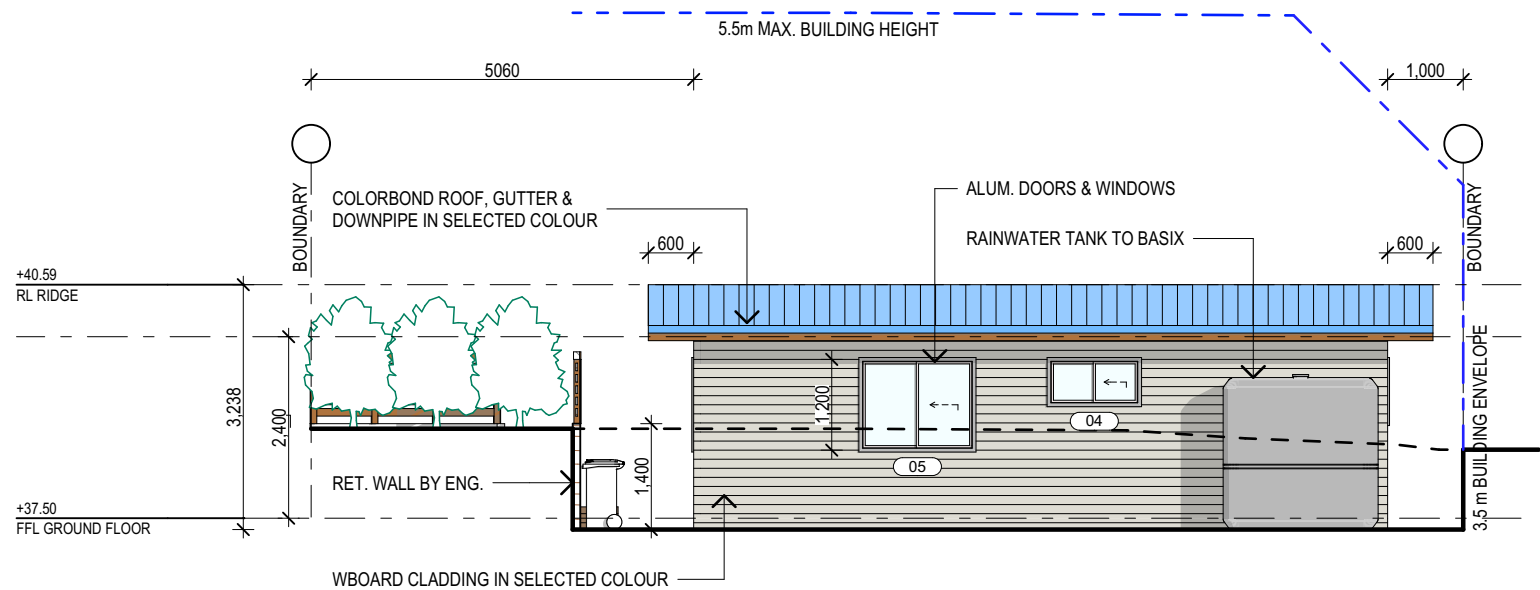 5.5m MAX. BUILDING HEIGHT
5060
1,000
BOUNDARY
COLORBOND ROOF, GUTTER &
DOWNPIPE IN SELECTED COLOUR
ALUM. DOORS & WINDOWS
RAINWATER TANK TO BASIX
BOUNDARY
600
600
+40.59
RL RIDGE
3,238
2,400
1,200
04
05
1,400
RET. WALL BY ENG.
3.5 m BUILDING ENVELOPE
+37.50
FFL GROUND FLOOR
WBOARD CLADDING IN SELECTED COLOUR